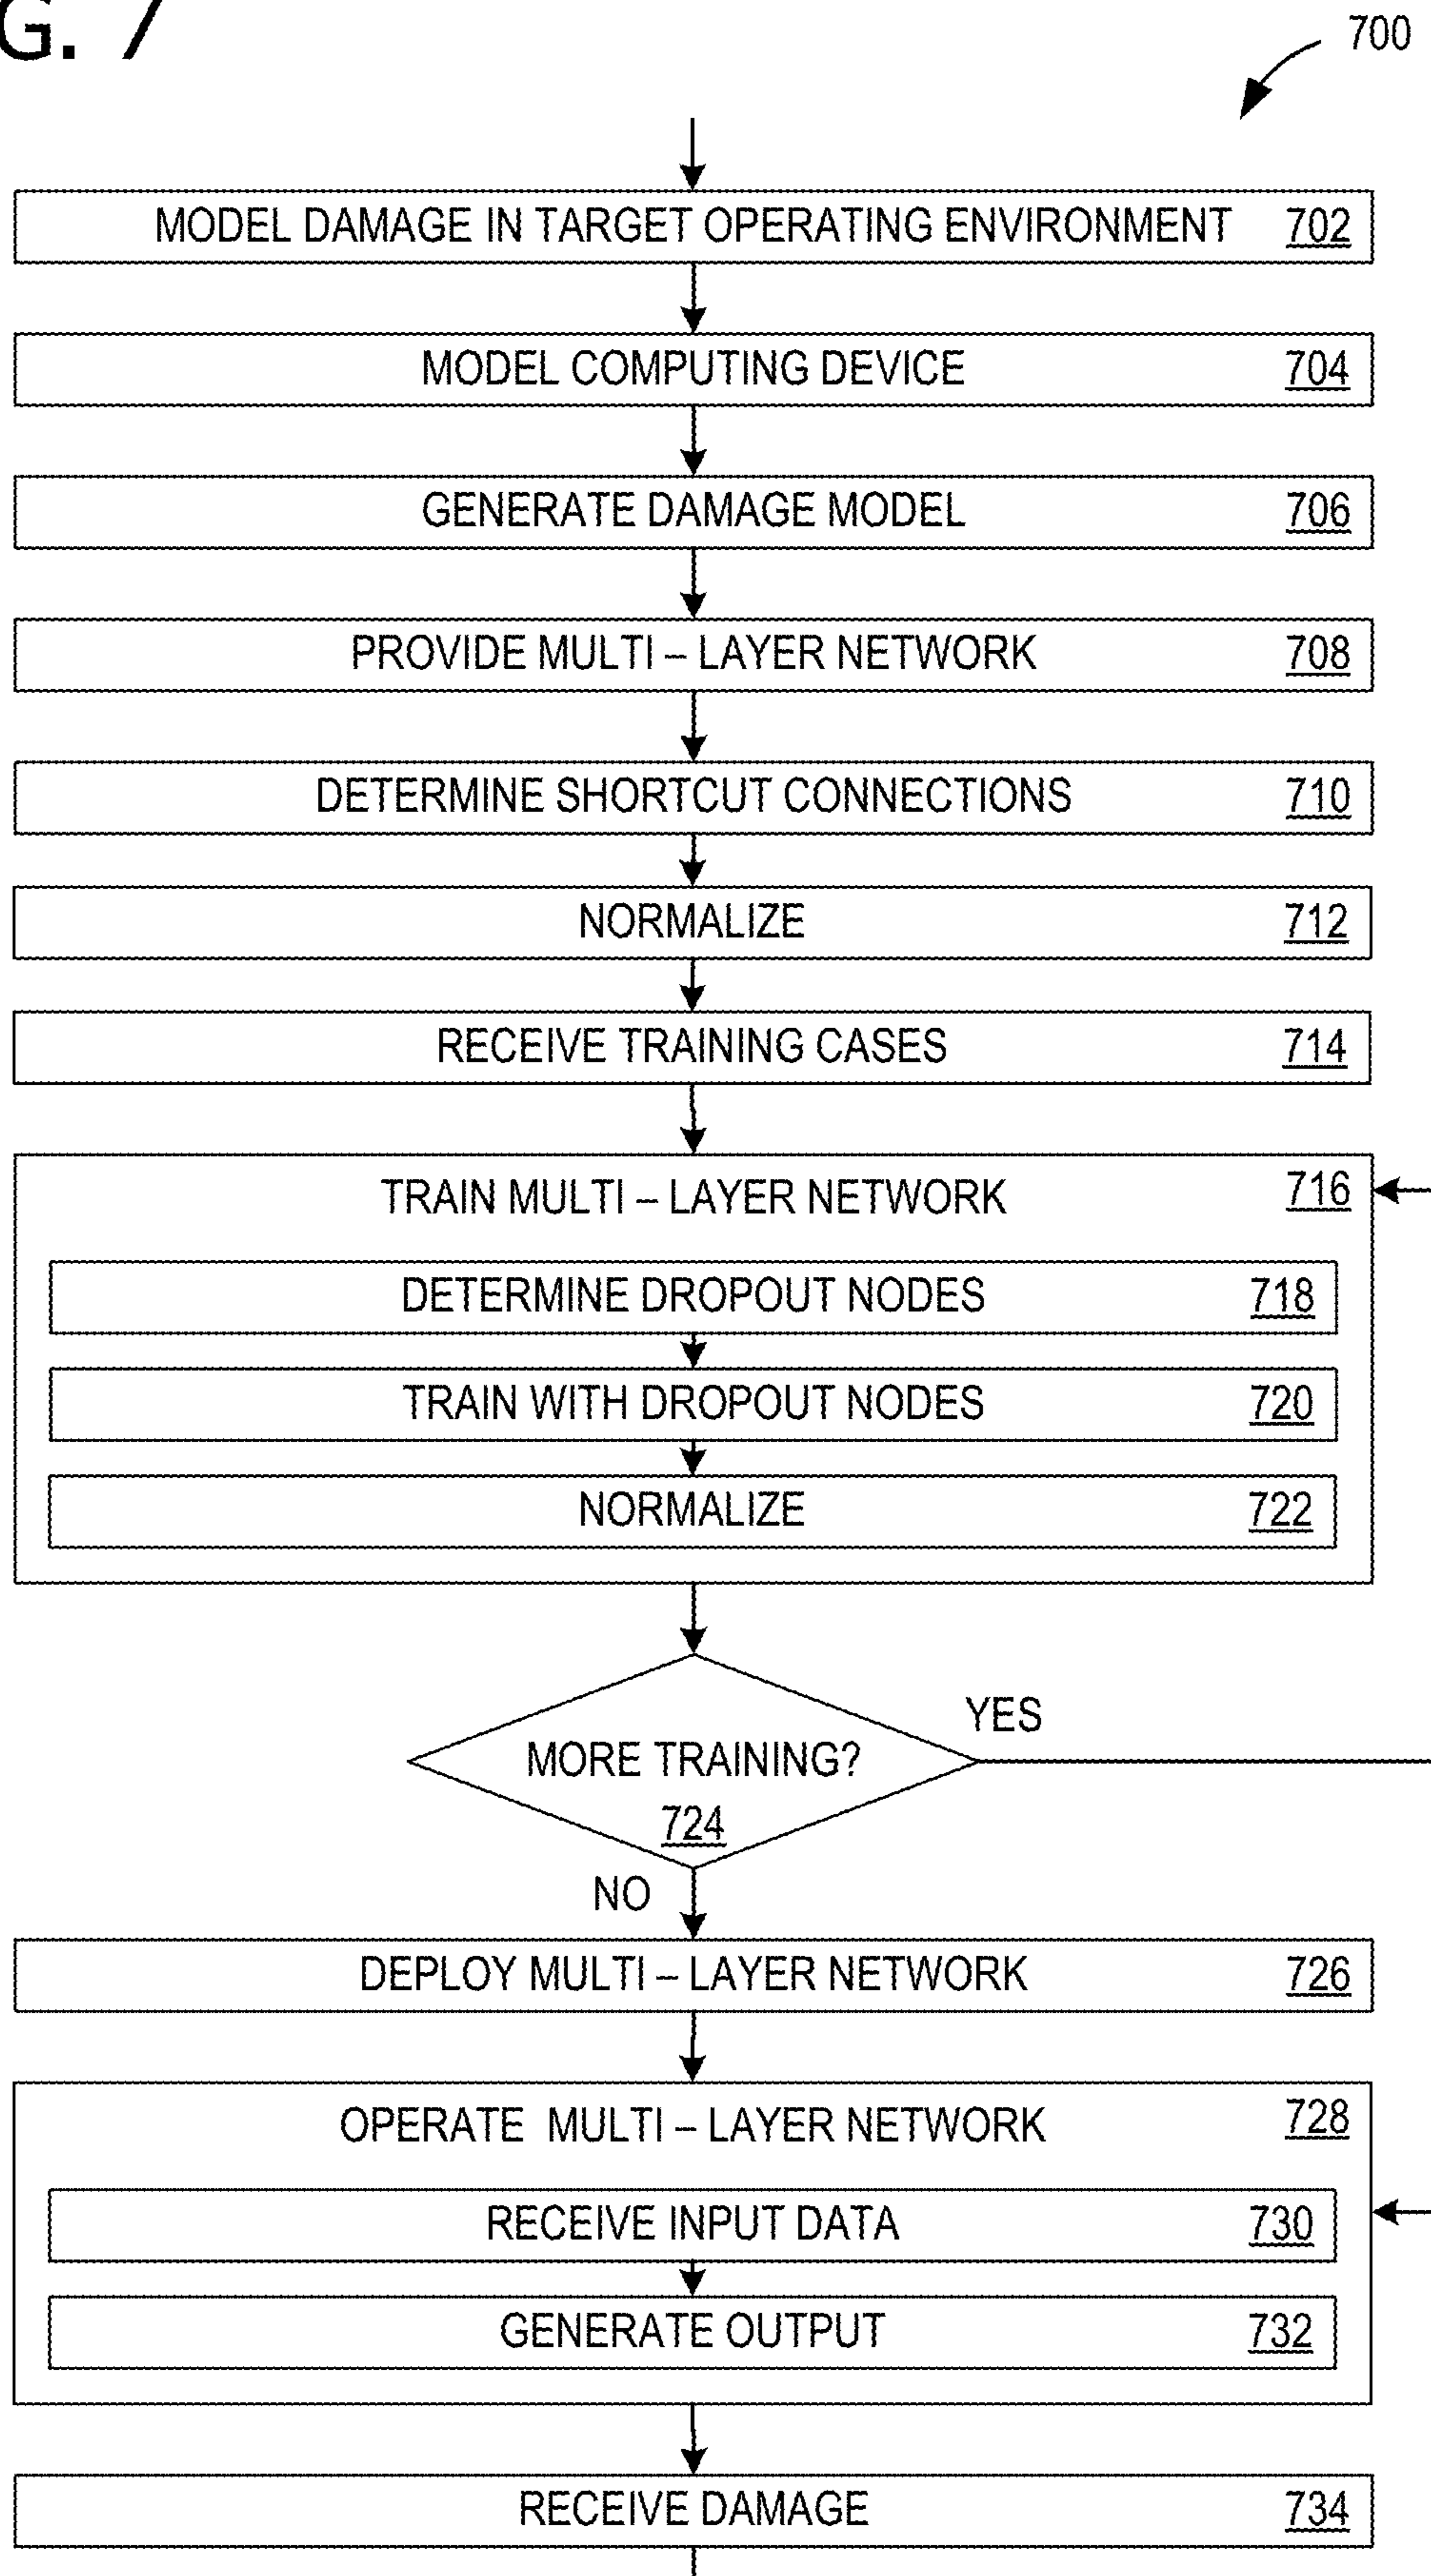 G. 7
700
MODEL DAMAGE IN TARGET OPERATING ENVIRONMENT 702
MODEL COMPUTING DEVICE 704
GENERATE DAMAGE MODEL 706
PROVIDE MULTI – LAYER NETWORK 708
DETERMINE SHORTCUT CONNECTIONS 710
NORMALIZE 712
RECEIVE TRAINING CASES 714
TRAIN MULTI – LAYER NETWORK 716
DETERMINE DROPOUT NODES 718
TRAIN WITH DROPOUT NODES 720
NORMALIZE 722
YES
MORE TRAINING?
724
NO
DEPLOY MULTI – LAYER NETWORK 726
OPERATE MULTI – LAYER NETWORK 728
RECEIVE INPUT DATA 730
GENERATE OUTPUT 732
RECEIVE DAMAGE 734